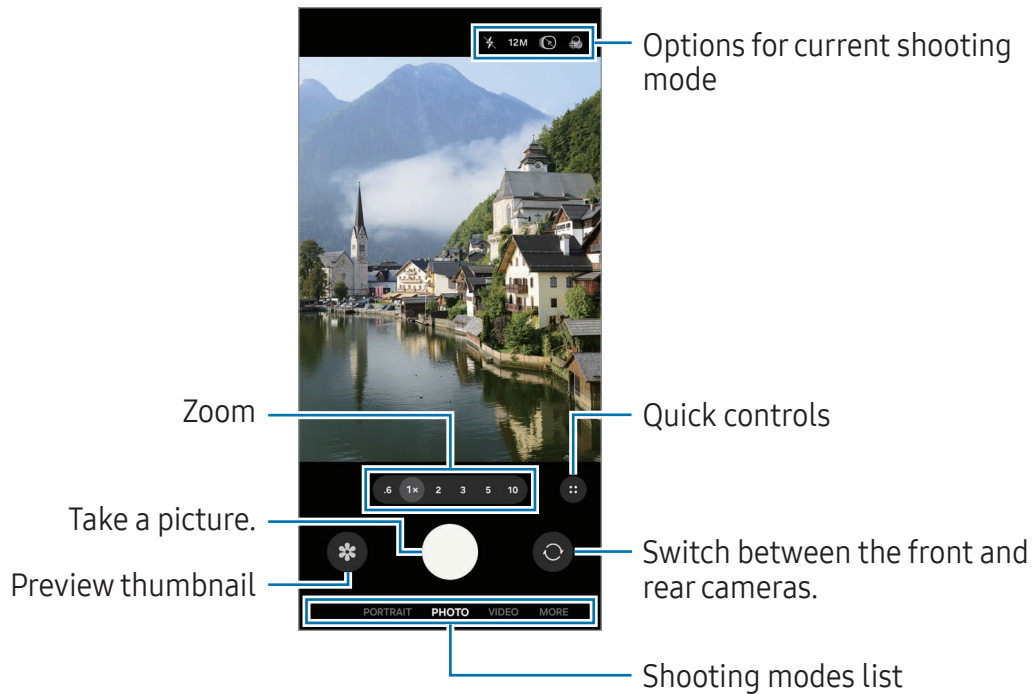 12M
Options for current shooting
mode
Zoom
Quick controls
.6 1× 2 3 5 10
Take a picture.
Switch between the front and
rear cameras.
Preview thumbnail
PORTRAIT PHOTO VIDEO MORE
Shooting modes list